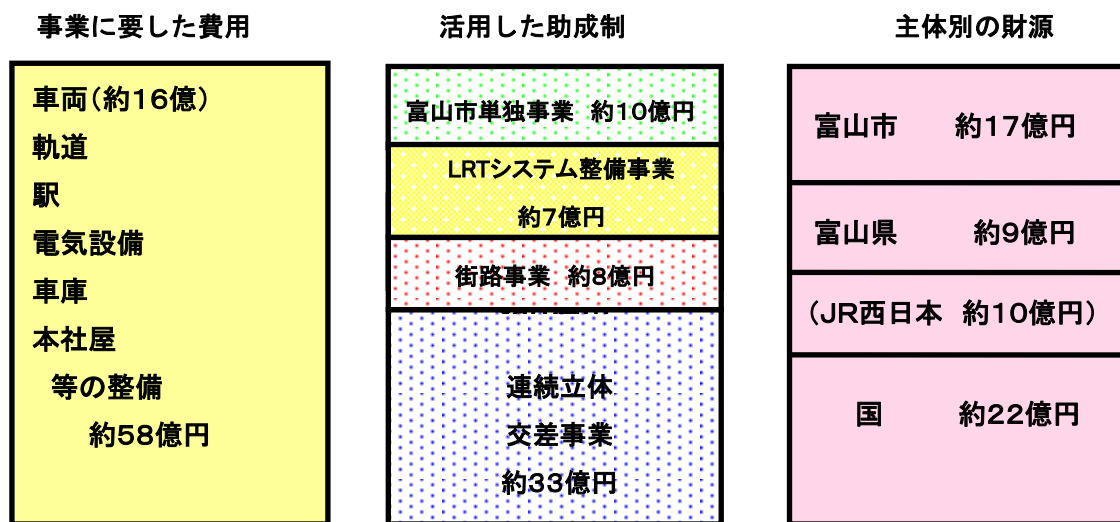 事業に要した費用
車両(約16億)
軌道
駅
電気設備
車庫
本社屋
等の整備
約58億円
活用した助成制
富山市単独事業 約10億円
LRTシステム整備事業
約7億円
街路事業 約8億円
連続立体
交差事業
約33億円
主体別の財源
富山市 約17億円
富山県 約9億円
(JR西日本 約10億円)
国 約22億円